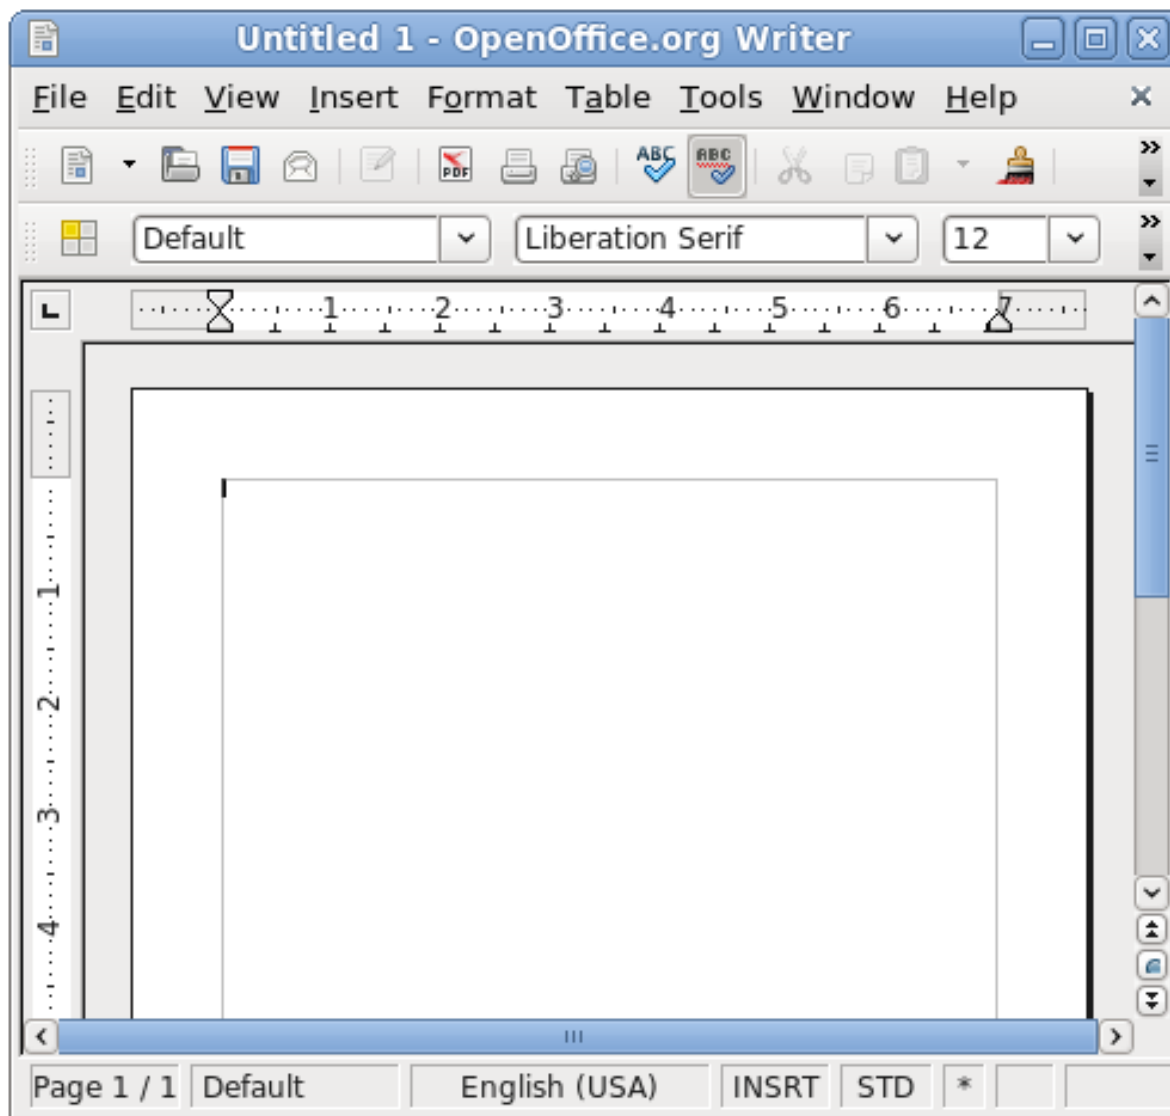 Untitled 1 - OpenOffice.org Writer
File Edit View Insert Format Table Tools Window Help
PDF ABC ABC
Default Liberation Serif 12
1 2 3 4 5 6 7
1
2
3
4
Page 1 / 1 Default English (USA) INSRT STD *